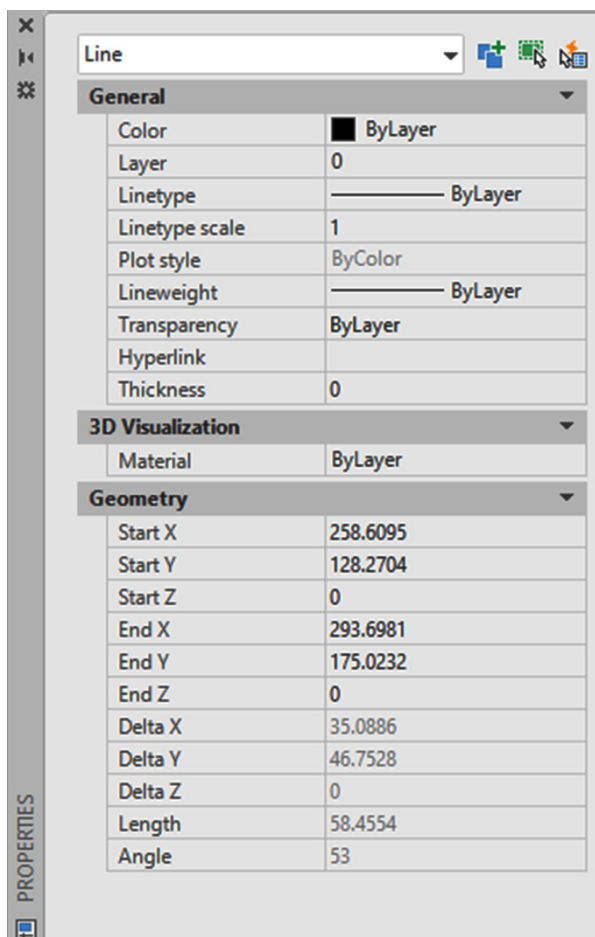 Line
General
Color ByLayer
Layer 0
Linetype ByLayer
Linetype scale 1
Plot style ByColor
Lineweight ByLayer
Transparency ByLayer
Hyperlink
Thickness 0
3D Visualization
Material ByLayer
Geometry
Start X 258.6095
Start Y 128.2704
Start Z 0
End X 293.6981
End Y 175.0232
End Z 0
Delta X 35.0886
Delta Y 46.7528
Delta Z 0
Length 58.4554
Angle 53
PROPERTIES